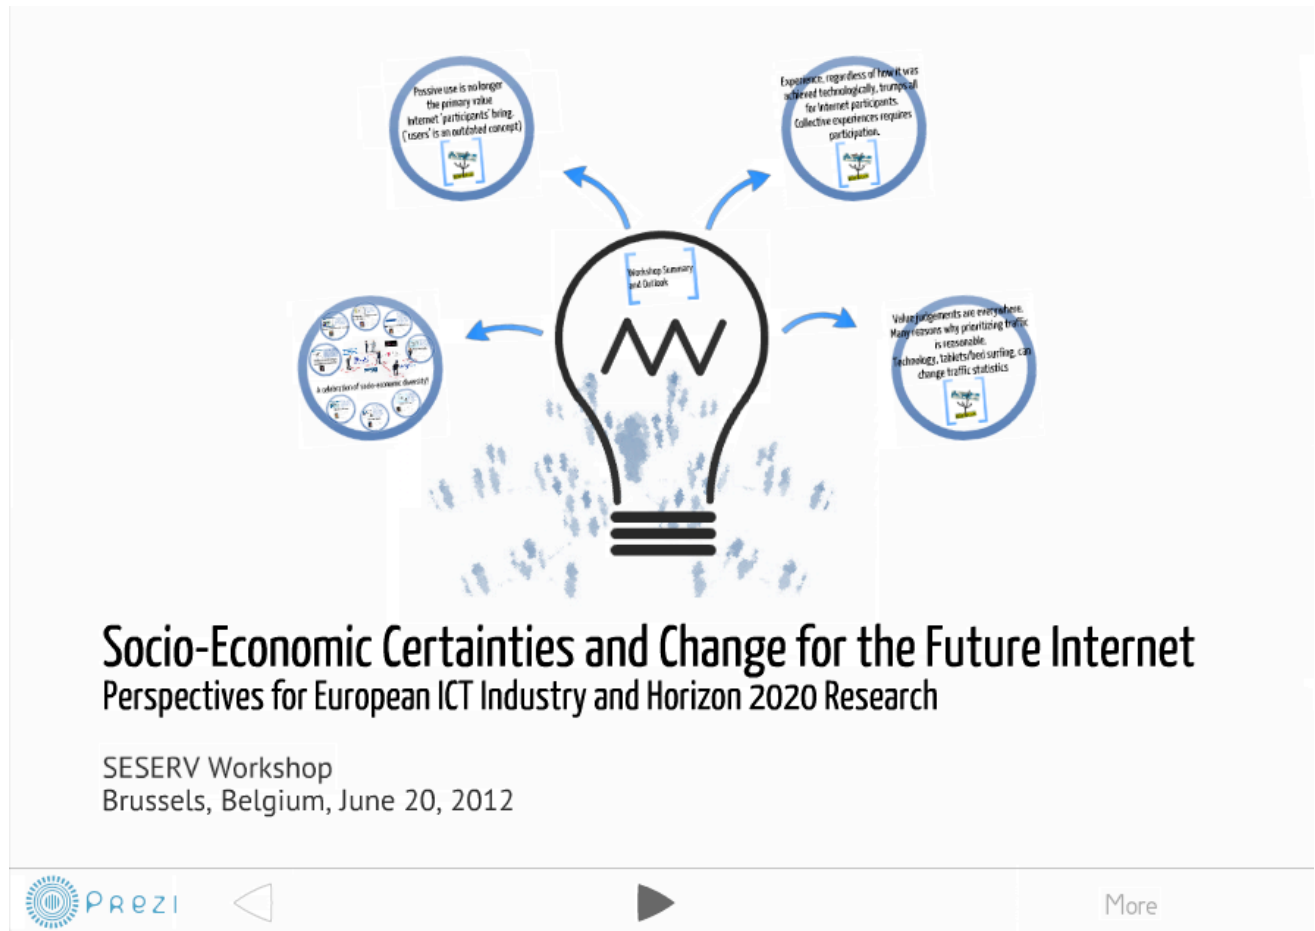 Passive use is no longer
the primary value
Internet 'participants' bring.
('users' is an outdated concept)
Experience, regardless of how it was
achieved technologically, trumps all
for Internet participants.
Collective experiences requires
participation.
Workshop Summary
and Outlook
A celebration of socio-economic diversity!
Value judgements are everywhere.
Many reasons why prioritizing traffic
is reasonable.
Technology, tablets/bed surfing, can
change traffic statistics
Socio-Economic Certainties and Change for the Future Internet
Perspectives for European ICT Industry and Horizon 2020 Research
SESERV Workshop
Brussels, Belgium, June 20, 2012
Prezi
More